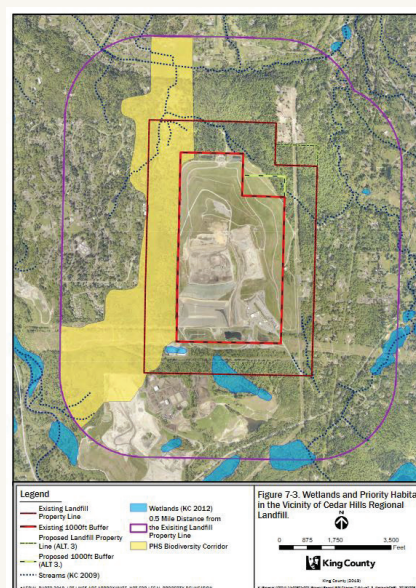 Legend
Existing Landfill
Property Line
Existing 1000ft Buffer
Proposed Landfill Property
Line (ALT. 3)
Proposed 1000ft Buffer
(ALT 3.)
Streams (KC 2009)
Wetlands (KC 2012)
0.5 Mile Distance from
the Exisiting Landfill
Property Line
PHS Biodiversity Corridor
Figure 7-3. Wetlands and Priority Habita
in the Vicinity of Cedar Hills Regional
Landfill.
N
0 875 1,750 3,500
Feet
King County
King County (2018)